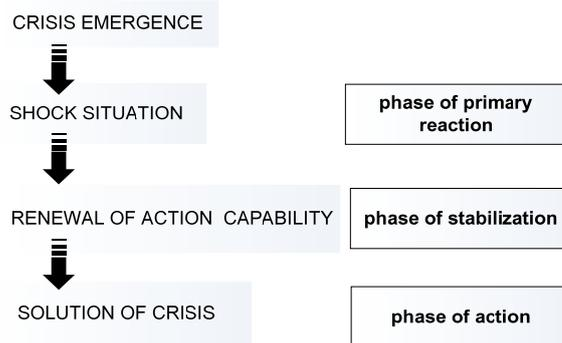 CRISIS EMERGENCE
SHOCK SITUATION
phase of primary
reaction
RENEWAL OF ACTION CAPABILITY
phase of stabilization
SOLUTION OF CRISIS
phase of action